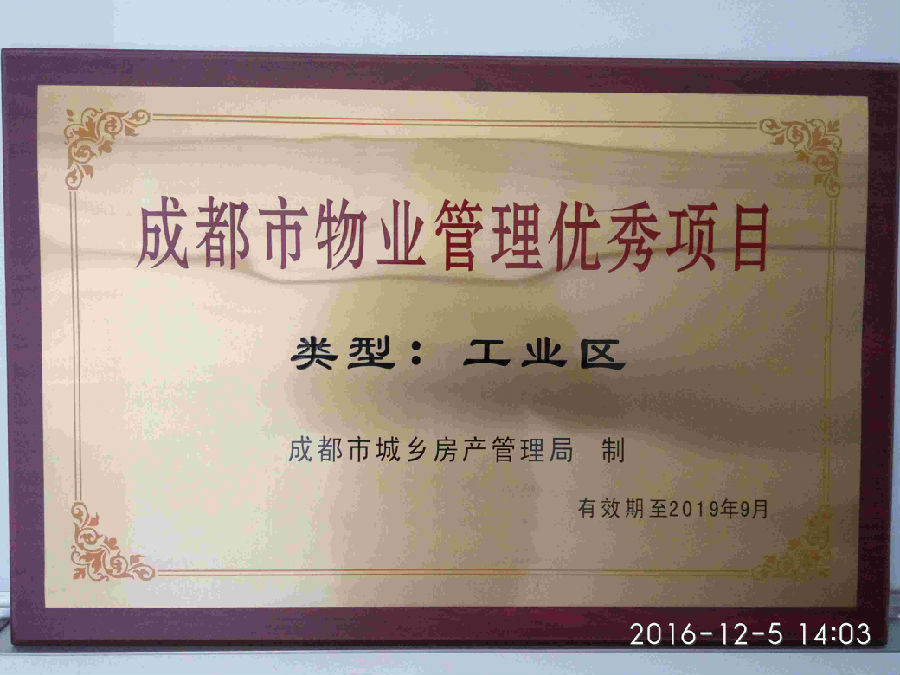 成都市物业管理优秀项目
类型：工业区
成都市城乡房产管理局 制
有效期至2019年9月
2016-12-5 14:03